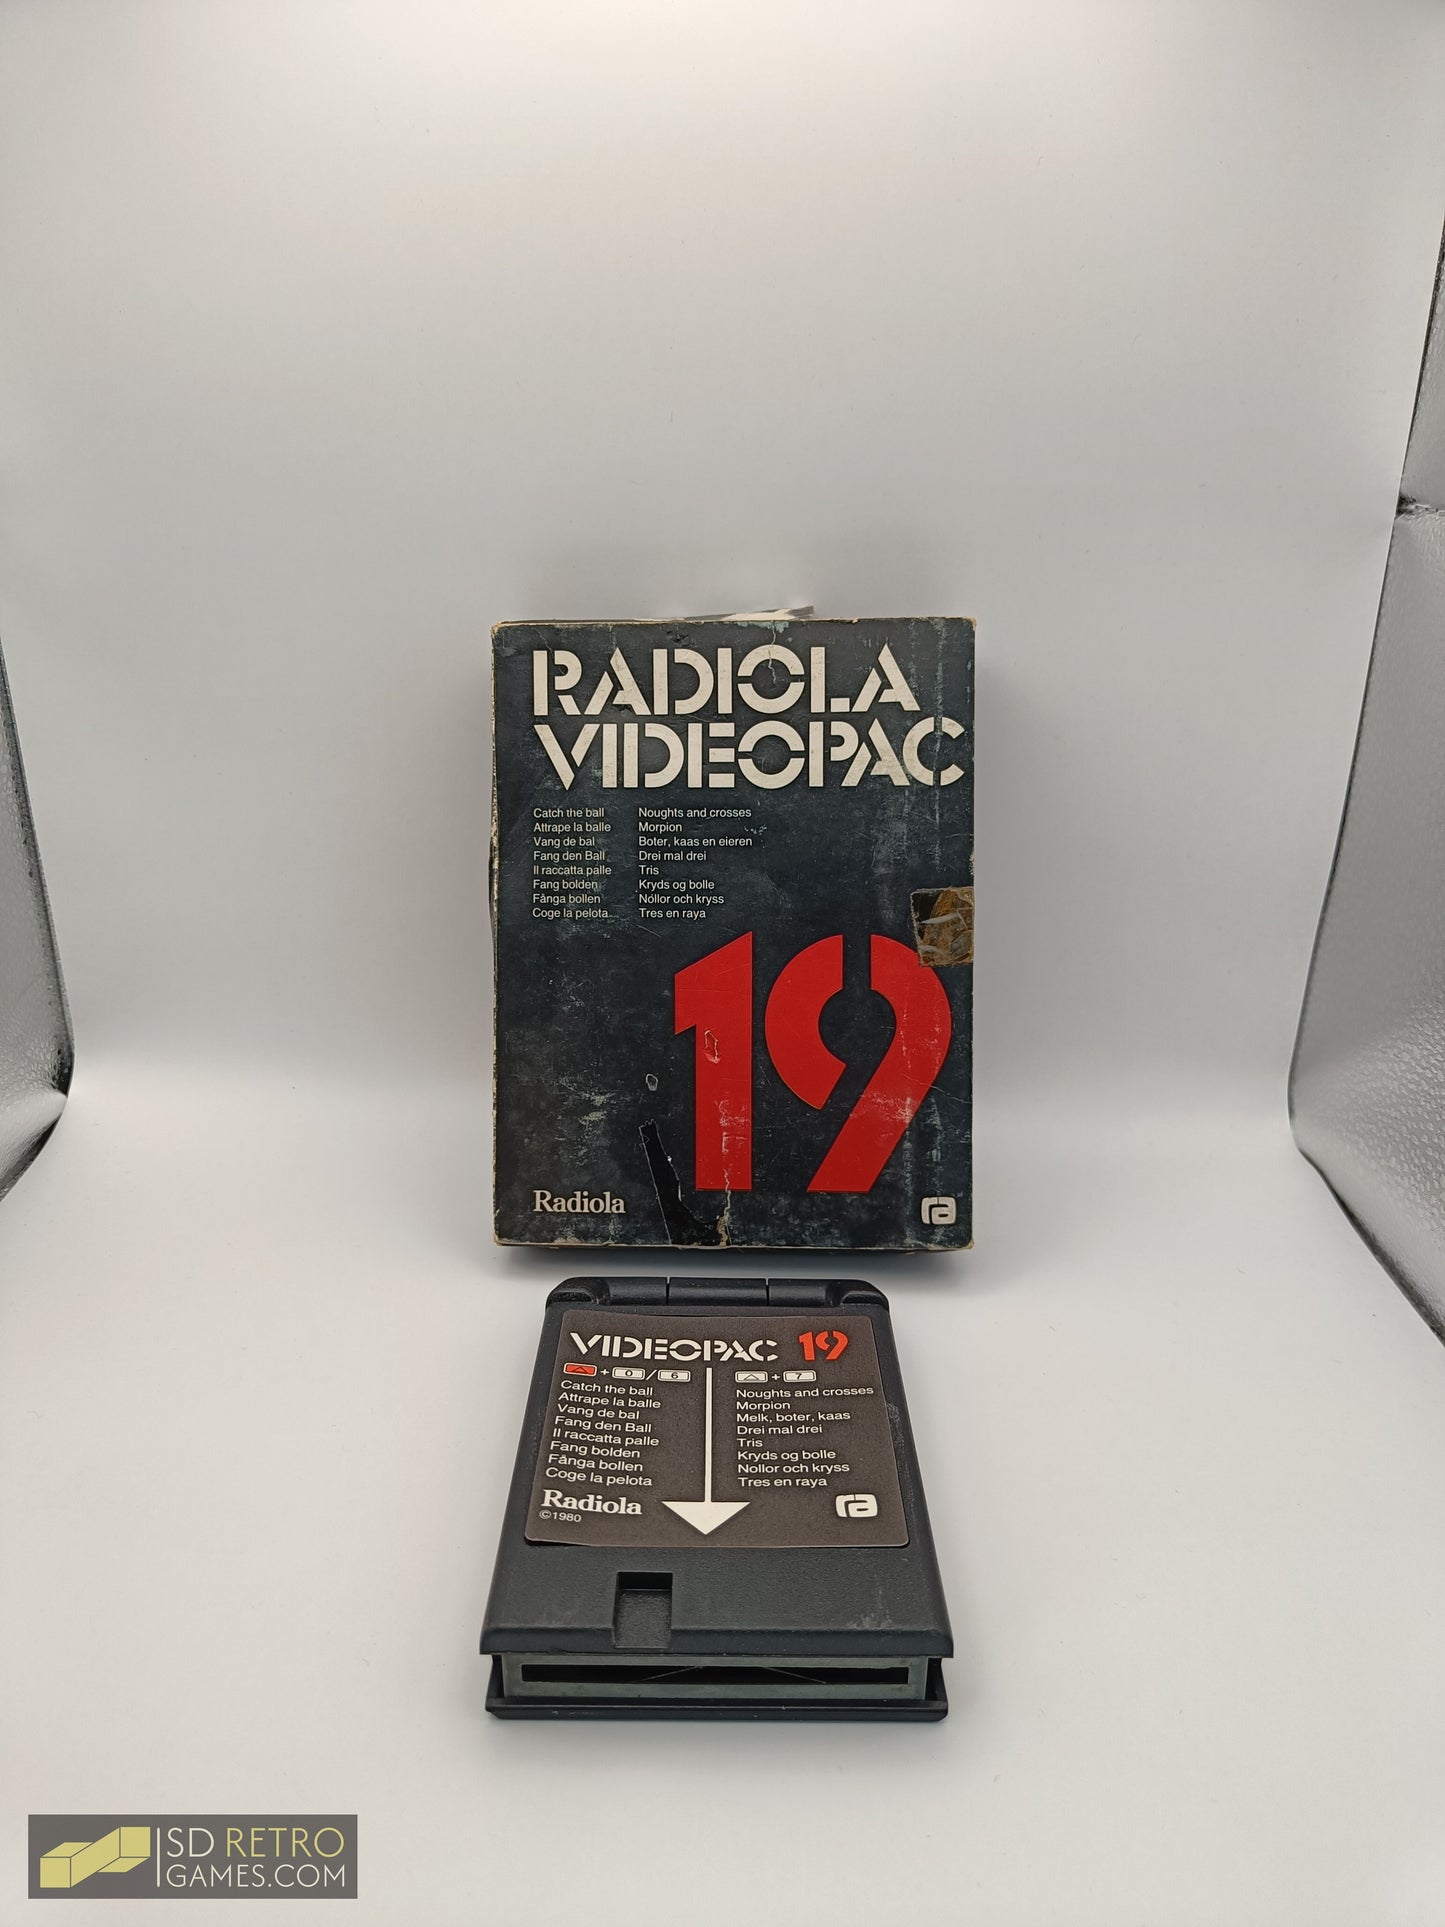 RADIOLA
VIDEOPAC
Catch the ball
Attrape la balle
Vang de bal
Fang den Ball
Il raccatta palle
Fang bolden
Fånga bollen
Coge la pelota
Noughts and crosses
Morpion
Boter, kaas en eieren
Drei mal drei
Tris
Kryds og bolle
Nollor och kryss
Tres en raya
19
Radiola
ra
VIDEOPAC 19
+ 0 / 6
Catch the ball
Attrape la balle
Vang de bal
Fang den Ball
Il raccatta palle
Fang bolden
Fånga bollen
Coge la pelota
+ 7
Noughts and crosses
Morpion
Melk, boter, kaas
Drei mal drei
Tris
Kryds og bolle
Nollor och kryss
Tres en raya
Radiola
©1980
ra
SD RETRO
GAMES.COM